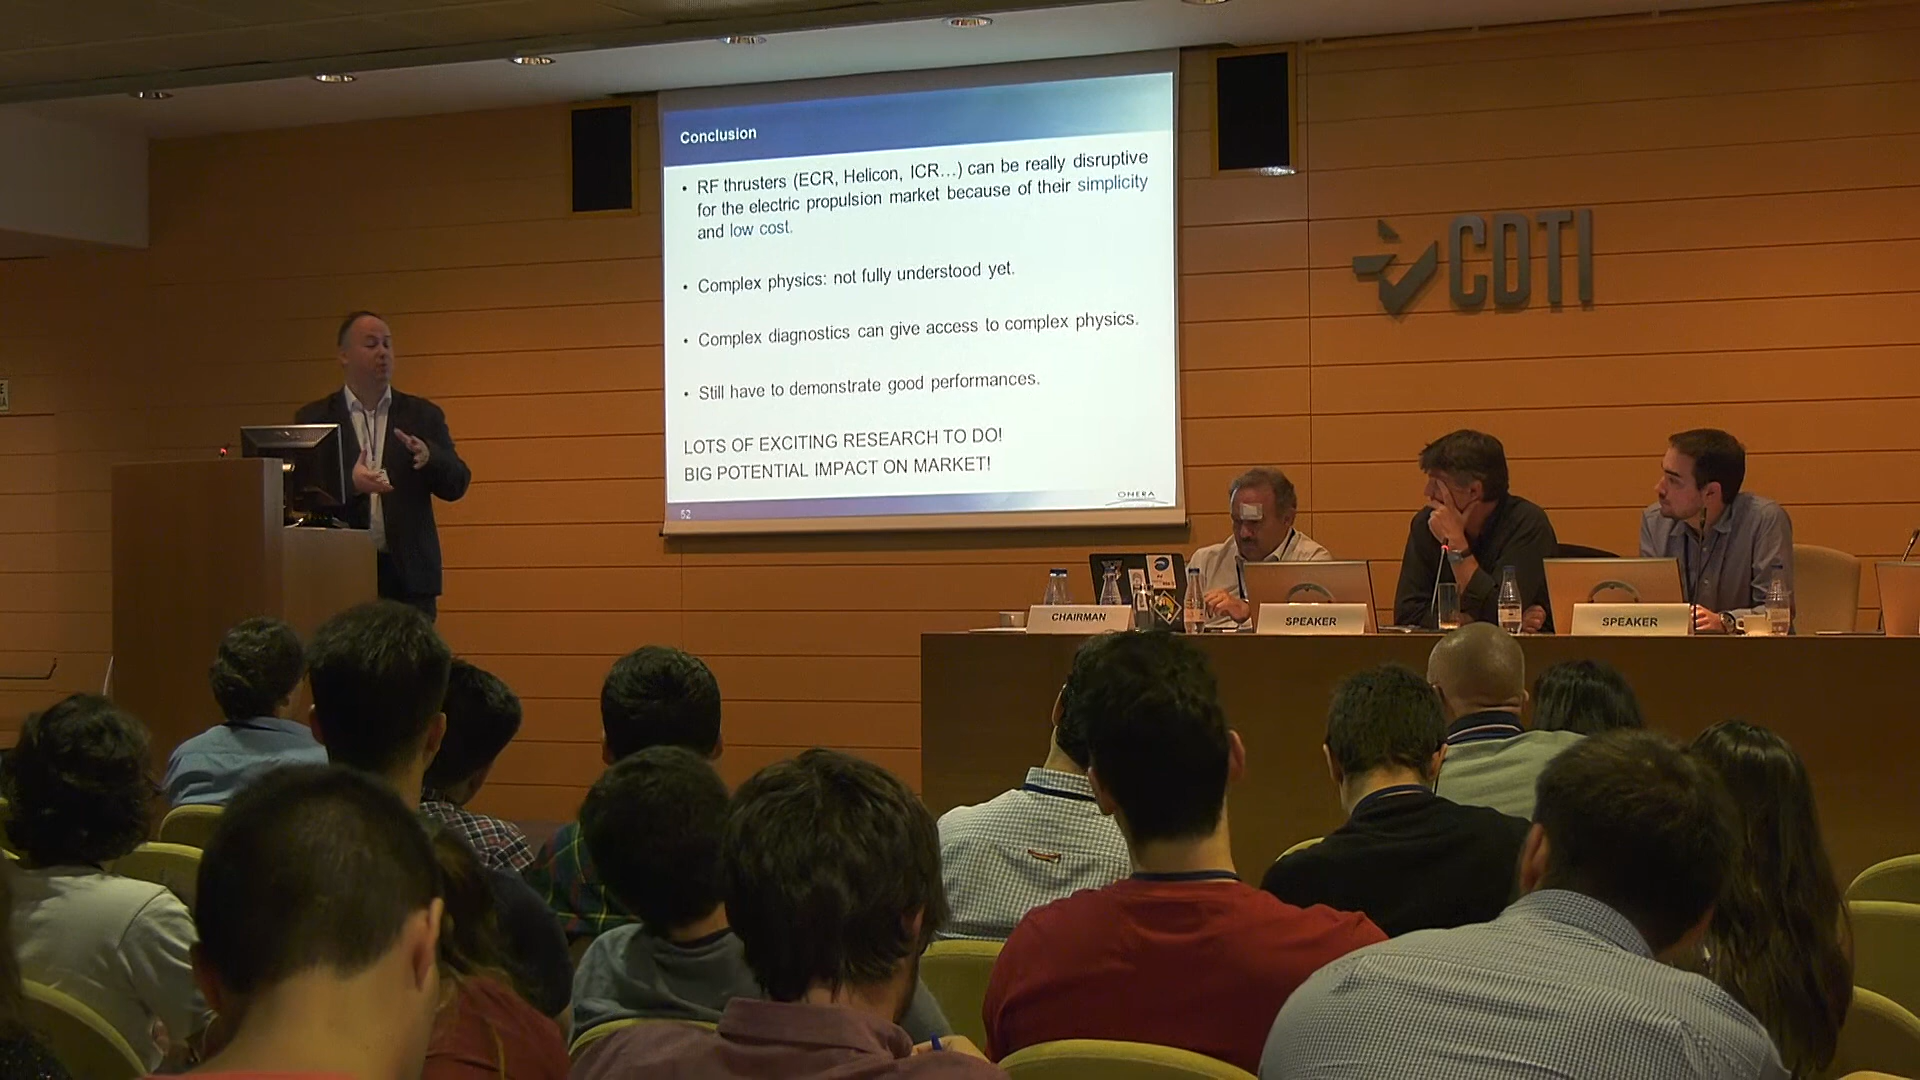 Conclusion
• RF thrusters (ECR, Helicon, ICR...) can be really disruptive
for the electric propulsion market because of their simplicity
and low cost.
• Complex physics: not fully understood yet.
• Complex diagnostics can give access to complex physics.
• Still have to demonstrate good performances.
LOTS OF EXCITING RESEARCH TO DO!
BIG POTENTIAL IMPACT ON MARKET!
ONERA
52
CDTI
CHAIRMAN
SPEAKER
SPEAKER